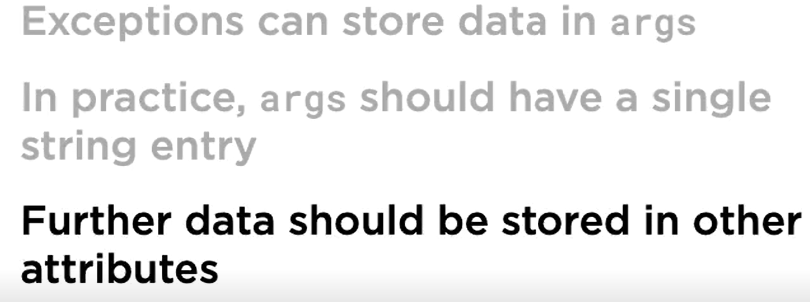 Exceptions can store data in args
In practice, args should have a single
string entry
Further data should be stored in other
attributes